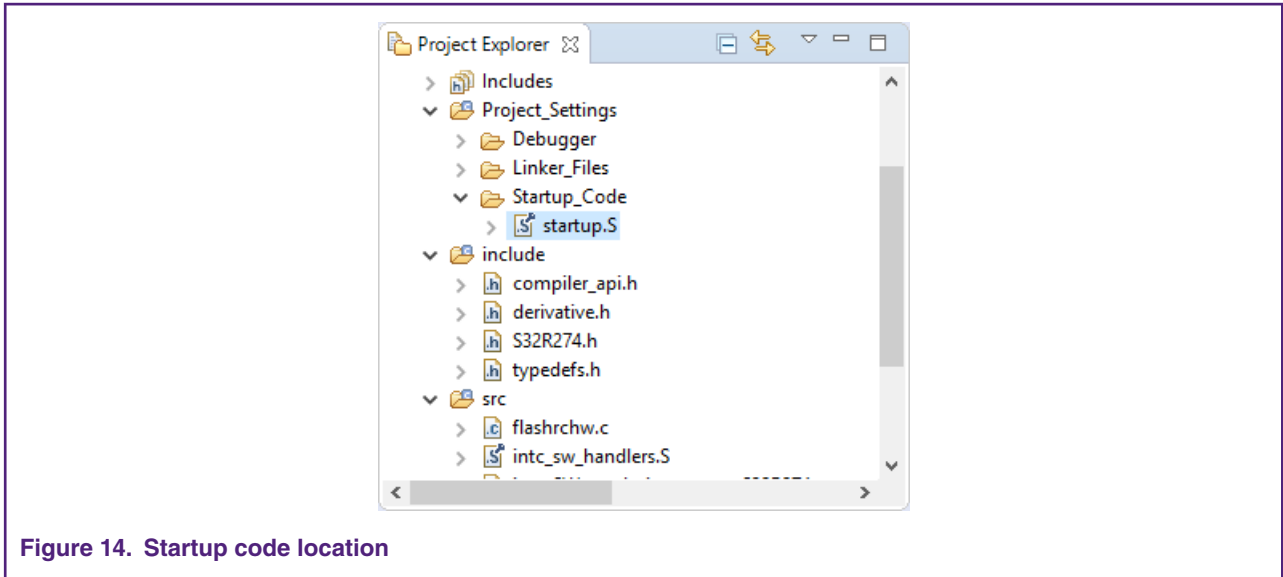 Project Explorer
Includes
Project_Settings
Debugger
Linker_Files
Startup_Code
startup.S
include
compiler_api.h
derivative.h
S32R274.h
typedefs.h
src
flashrchw.c
intc_sw_handlers.S
Figure 14. Startup code location